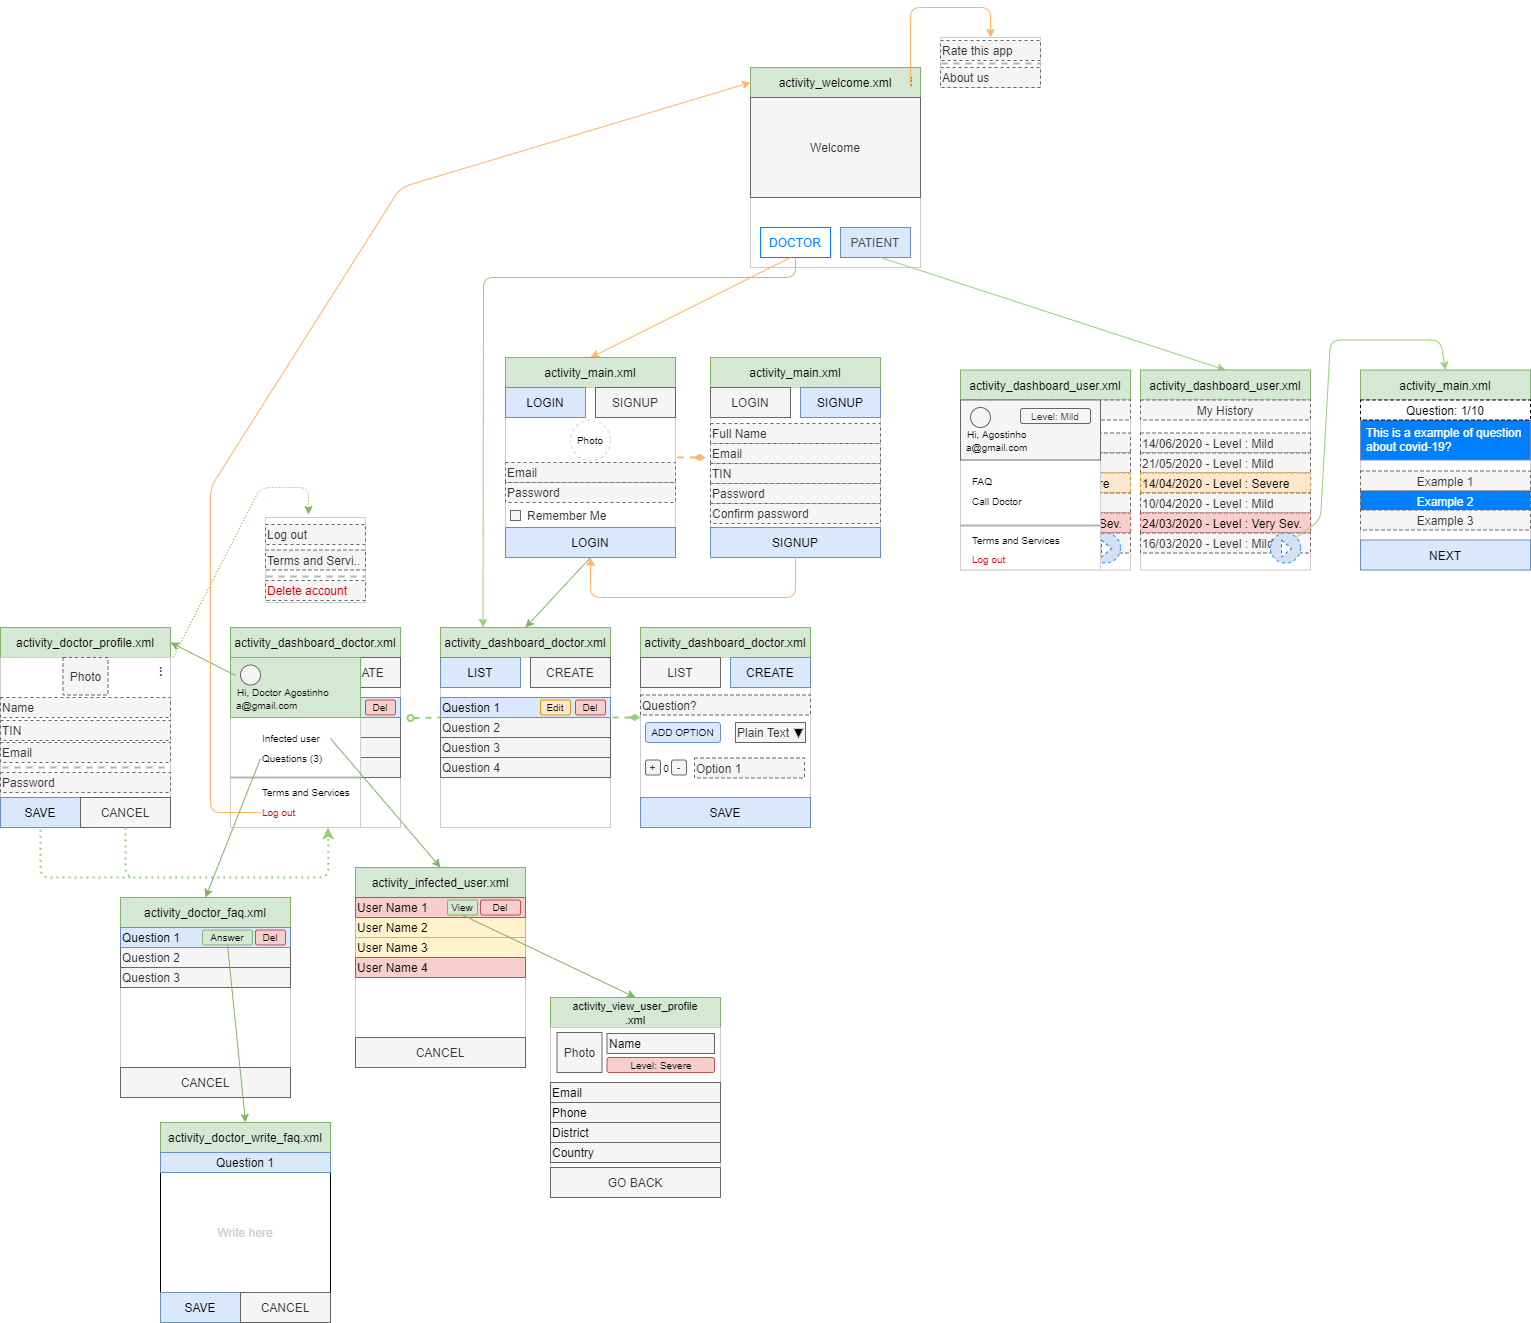 Rate this app
About us
activity_welcome.xml
Welcome
DOCTOR
PATIENT
activity_main.xml
LOGIN
SIGNUP
Photo
Email
Password
Remember Me
LOGIN
activity_main.xml
LOGIN
SIGNUP
Full Name
Email
TIN
Password
Confirm password
SIGNUP
activity_dashboard_user.xml
Level: Mild
Hi, Agostinho
a@gmail.com
FAQ
Call Doctor
Terms and Services
Log out
re
Sev.
activity_dashboard_user.xml
My History
14/06/2020 - Level : Mild
21/05/2020 - Level : Mild
14/04/2020 - Level : Severe
10/04/2020 - Level : Mild
24/03/2020 - Level : Very Sev.
16/03/2020 - Level : Mild
activity_main.xml
Question: 1/10
This is a example of question
about covid-19?
Example 1
Example 2
Example 3
NEXT
Log out
Terms and Servi..
Delete account
activity_doctor_profile.xml
Photo
Name
TIN
Email
Password
SAVE
CANCEL
activity_dashboard_doctor.xml
ATE
Hi, Doctor Agostinho
a@gmail.com
Del
Infected user
Questions (3)
Terms and Services
Log out
activity_dashboard_doctor.xml
LIST
CREATE
Question 1
Edit
Del
Question 2
Question 3
Question 4
activity_dashboard_doctor.xml
LIST
CREATE
Question?
ADD OPTION
Plain Text ▼
+ 0 -
Option 1
SAVE
activity_doctor_faq.xml
Question 1
Answer
Del
Question 2
Question 3
CANCEL
activity_infected_user.xml
User Name 1
View
Del
User Name 2
User Name 3
User Name 4
CANCEL
activity_view_user_profile
.xml
Photo
Name
Level: Severe
Email
Phone
District
Country
GO BACK
activity_doctor_write_faq.xml
Question 1
Write here
SAVE
CANCEL